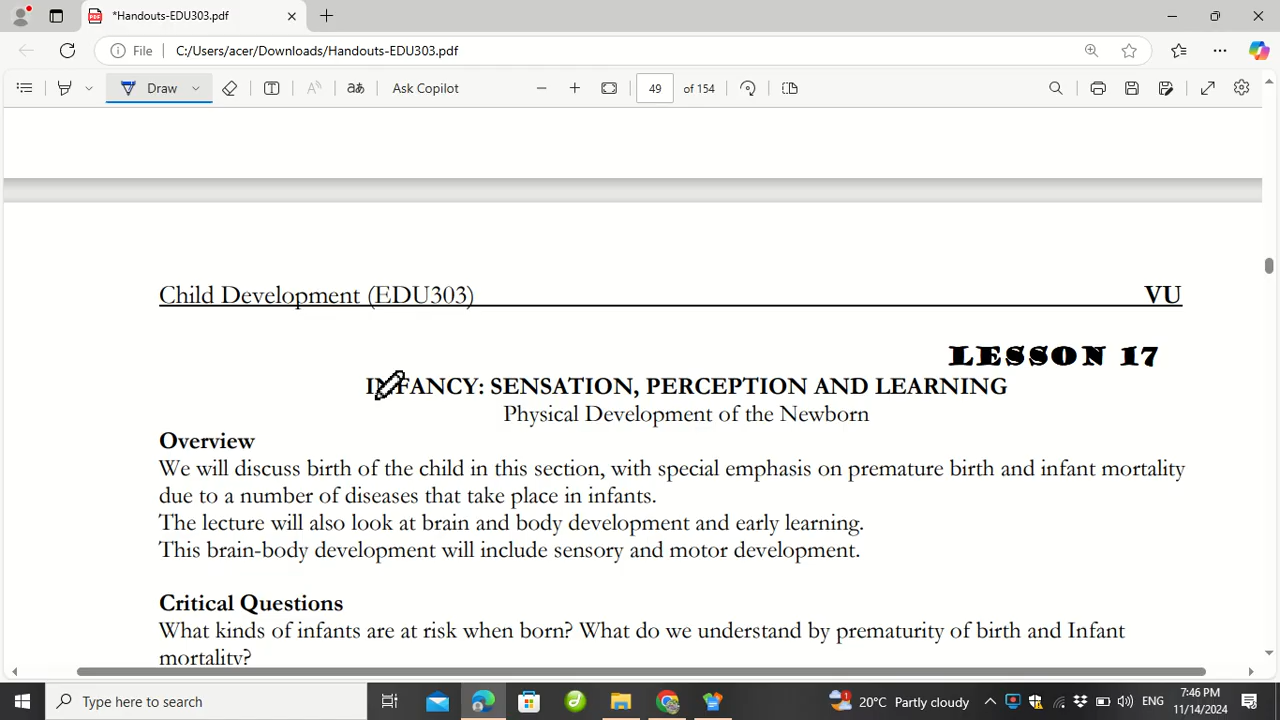 *Handouts-EDU303.pdf
File C:/Users/acer/Downloads/Handouts-EDU303.pdf
Draw aあ Ask Copilot 49 of 154
Child Development (EDU303) VU
LESSON 17
INFANCY: SENSATION, PERCEPTION AND LEARNING
Physical Development of the Newborn
Overview
We will discuss birth of the child in this section, with special emphasis on premature birth and infant mortality
due to a number of diseases that take place in infants.
The lecture will also look at brain and body development and early learning.
This brain-body development will include sensory and motor development.
Critical Questions
What kinds of infants are at risk when born? What do we understand by prematurity of birth and Infant
mortality?
Type here to search 1 20°C Partly cloudy ENG 7:46 PM
11/14/2024